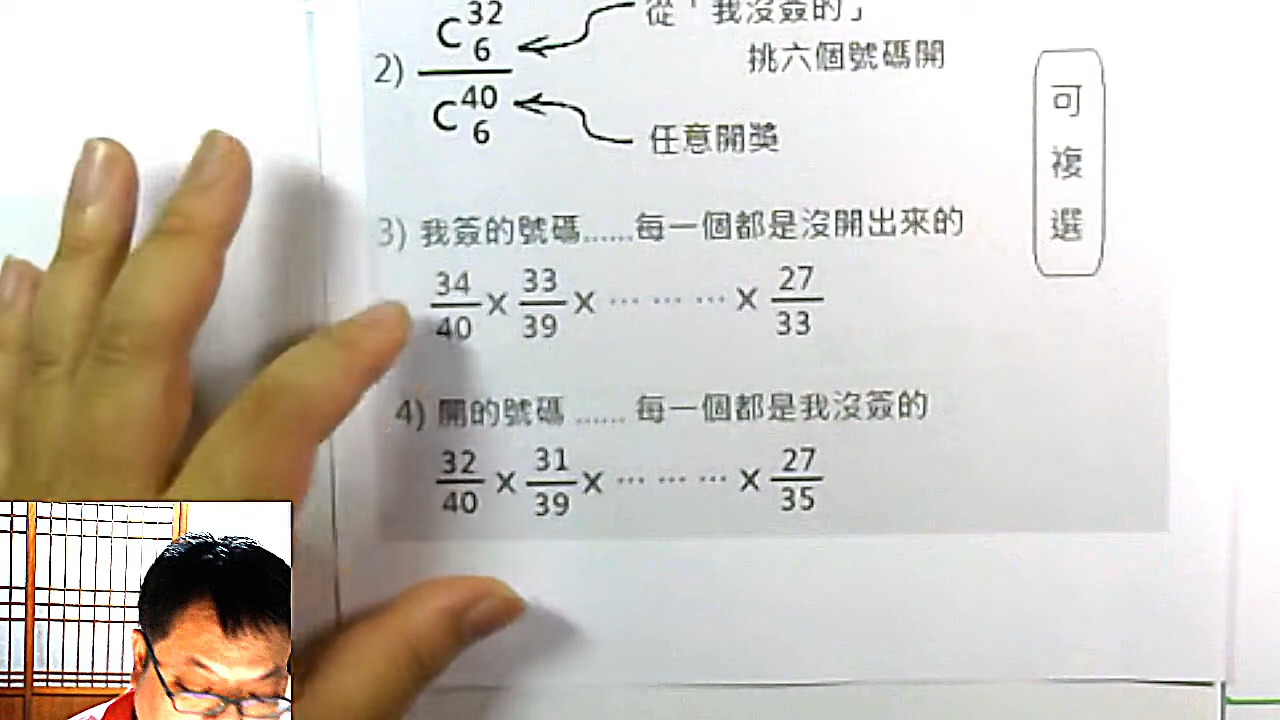 從「我沒簽的」
挑六個號碼開
2) C 32 6
C 40 6
任意開獎
可複選
3) 我簽的號碼……每一個都是沒開出來的
34/40 × 33/39 × … … … × 27/33
4) 開的號碼……每一個都是我沒簽的
32/40 × 31/39 × … … … × 27/35